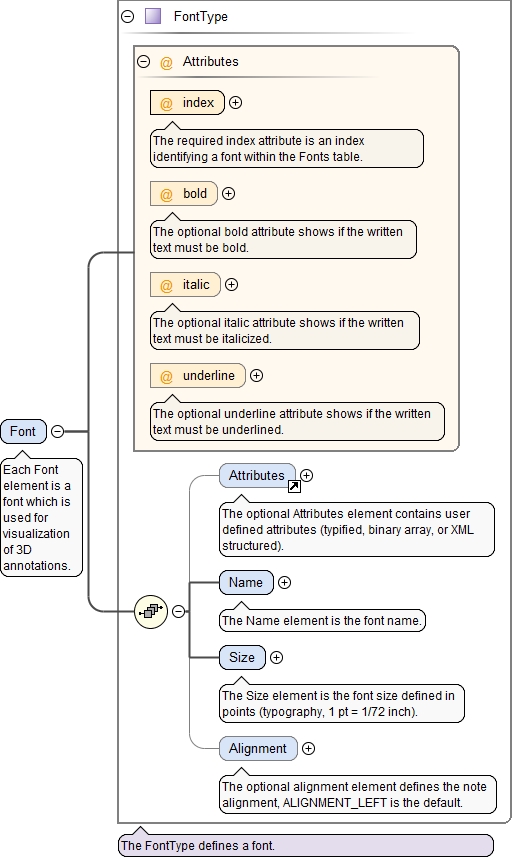 FontType
@ Attributes
@ index
The required index attribute is an index
identifying a font within the Fonts table.
@ bold
The optional bold attribute shows if the written
text must be bold.
@ italic
The optional italic attribute shows if the written
text must be italicized.
@ underline
The optional underline attribute shows if the written
text must be underlined.
Font
Each Font
element is a
font which is
used for
visualization
of 3D
annotations.
Attributes
The optional Attributes element contains user
defined attributes (typified, binary array, or XML
structured).
Name
The Name element is the font name.
Size
The Size element is the font size defined in
points (typography, 1 pt = 1/72 inch).
Alignment
The optional alignment element defines the note
alignment, ALIGNMENT_LEFT is the default.
The FontType defines a font.